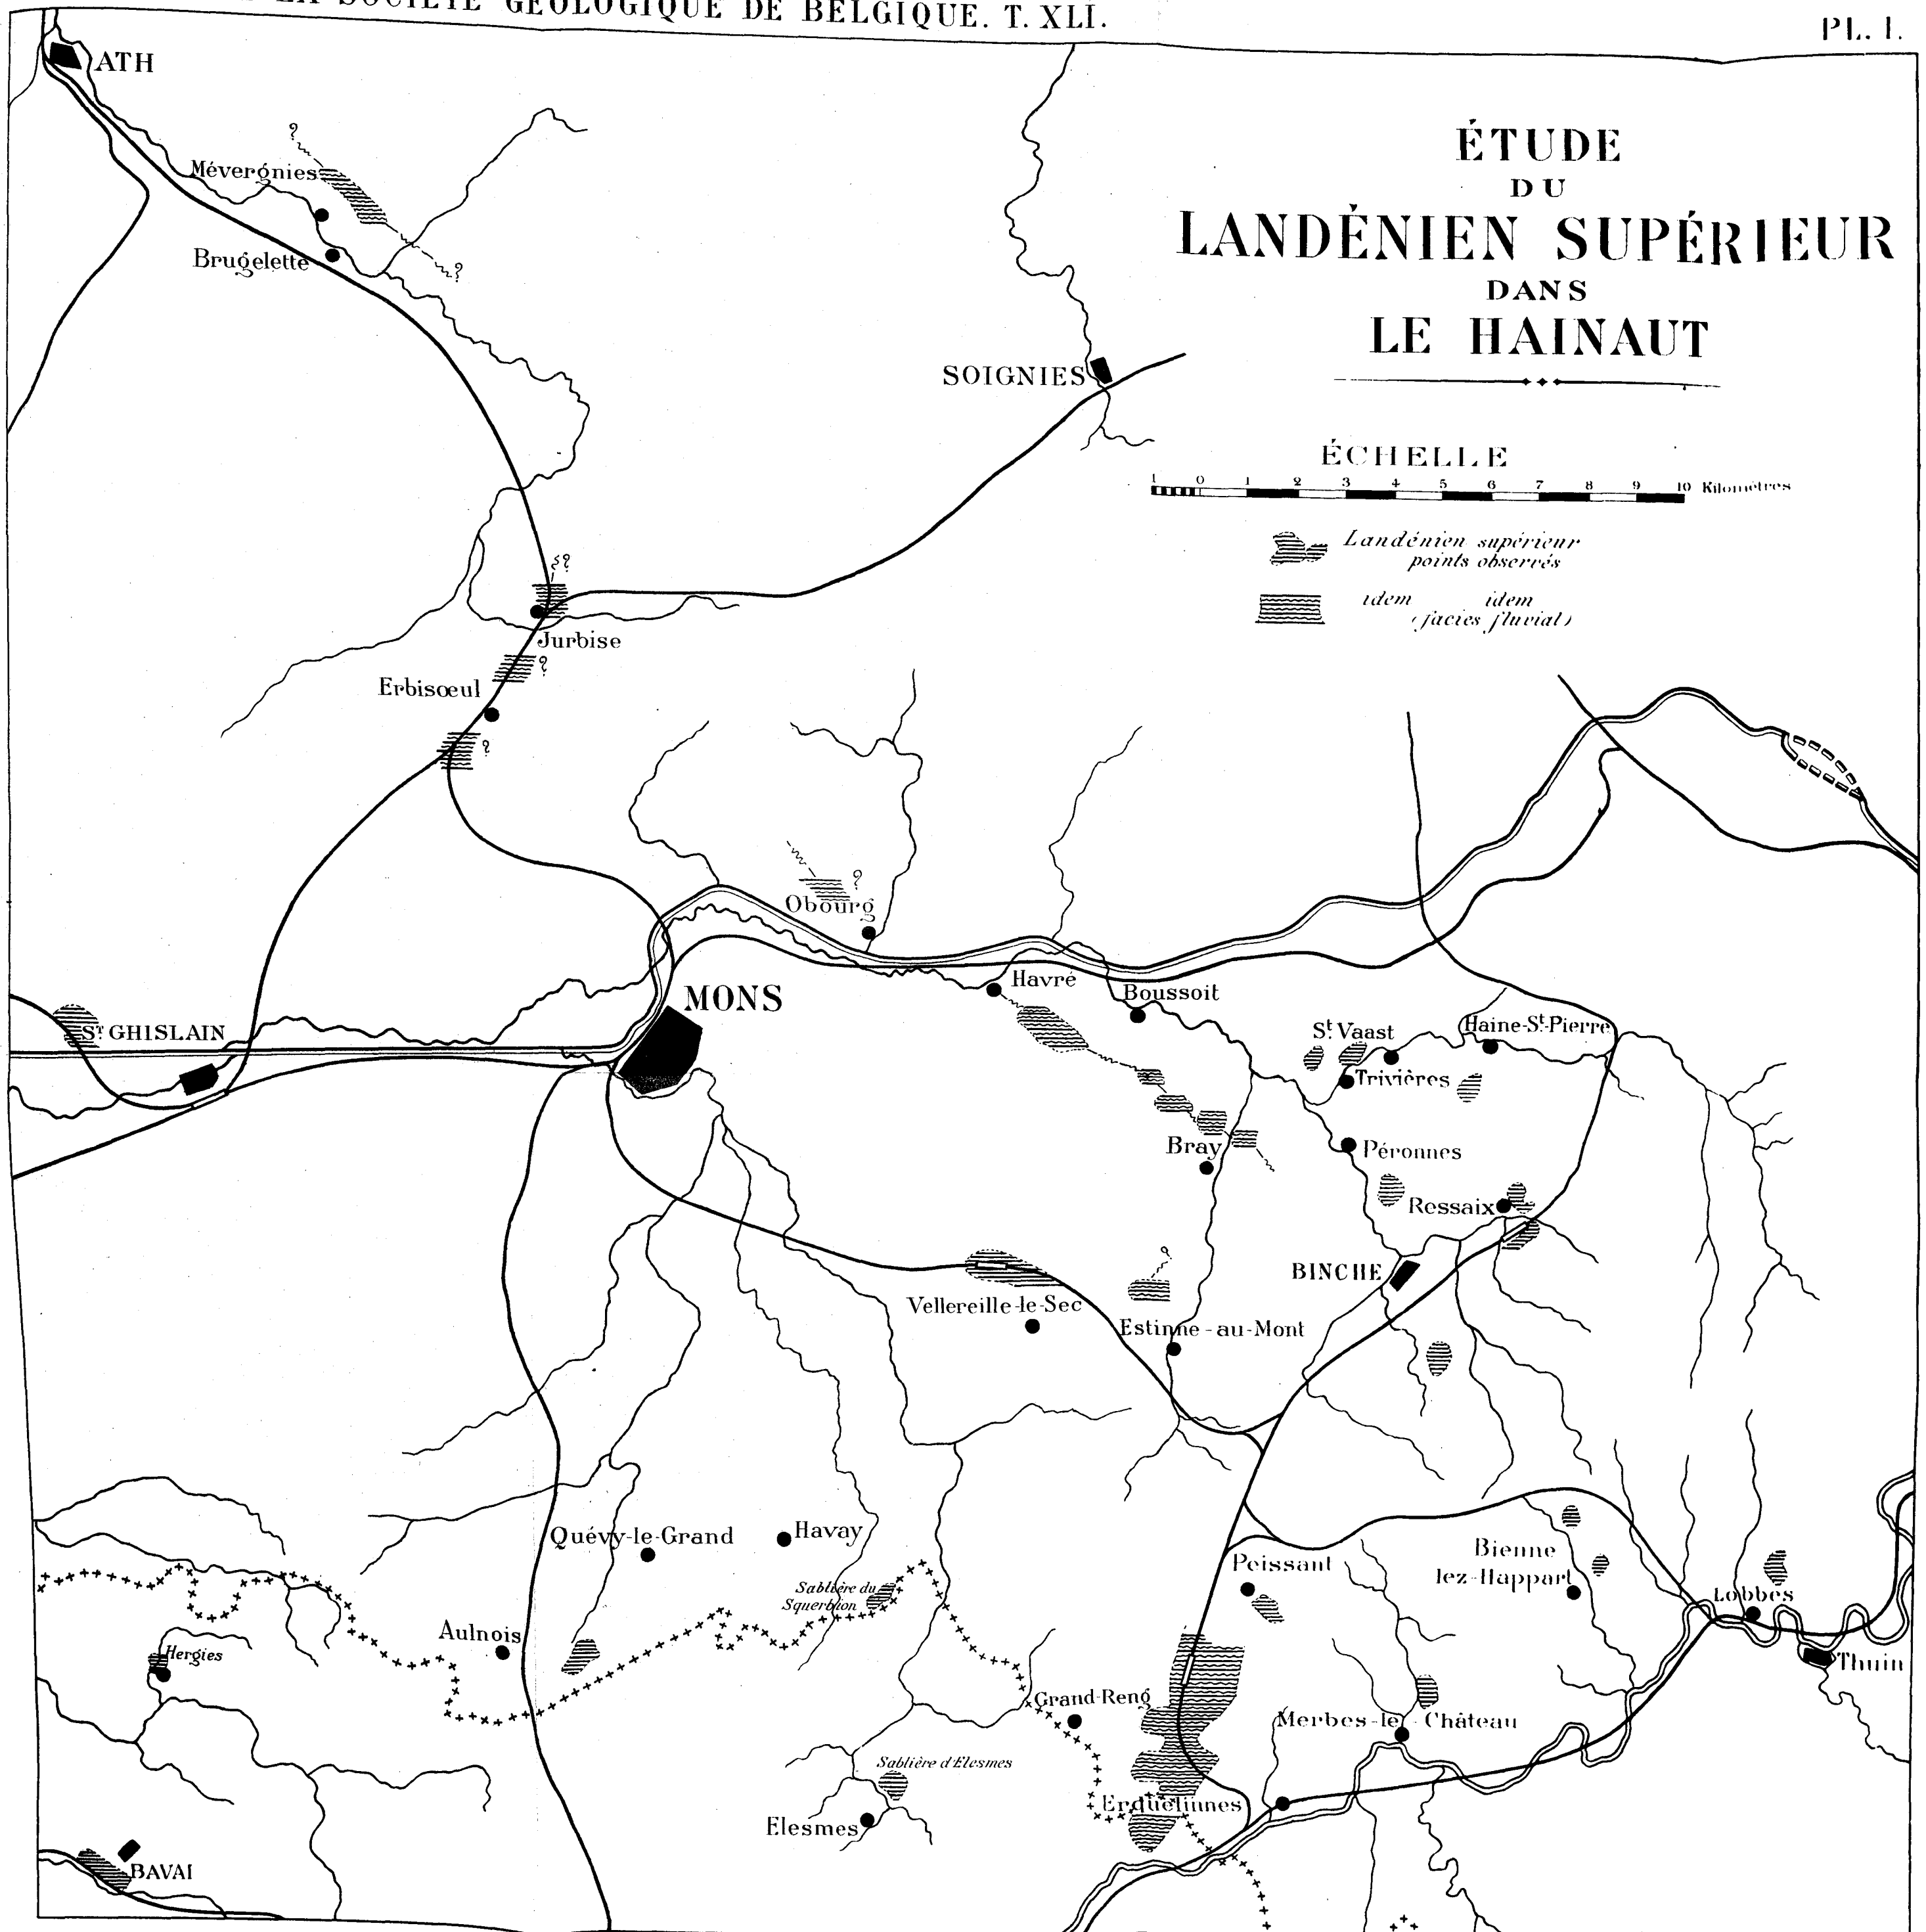 LA SOCIÉTÉ GÉOLOGIQUE DE BELGIQUE. T. XLI.
PL. I.
ATH
ÉTUDE
DU
LANDÉNIEN SUPÉRIEUR
DANS
LE HAINAUT
?
Mévergnies
Brugelette
?
SOIGNIES
ÉCHELLE
1 0 1 2 3 4 5 6 7 8 9 10 Kilomètres
Landénien supérieur
points observés
idem idem
(facies fluvial)
?
Jurbise
?
Erbisœul
?
?
Obourg
MONS
Havré
Boussoit
St GHISLAIN
St Vaast
Haine-St-Pierre
Trivières
Bray
Péronnes
Ressaix
?
BINCHE
Vellereille-le-Sec
Estinne-au-Mont
Quévy-le-Grand
Havay
Peissant
Bienne
lez-Happart
Sablière du
Squerbion
Lobbes
Aulnois
Hergies
Thuin
Grand-Reng
Merbes-le-Château
Sablière d'Elesmes
Erquelinnes
Elesmes
BAVAI